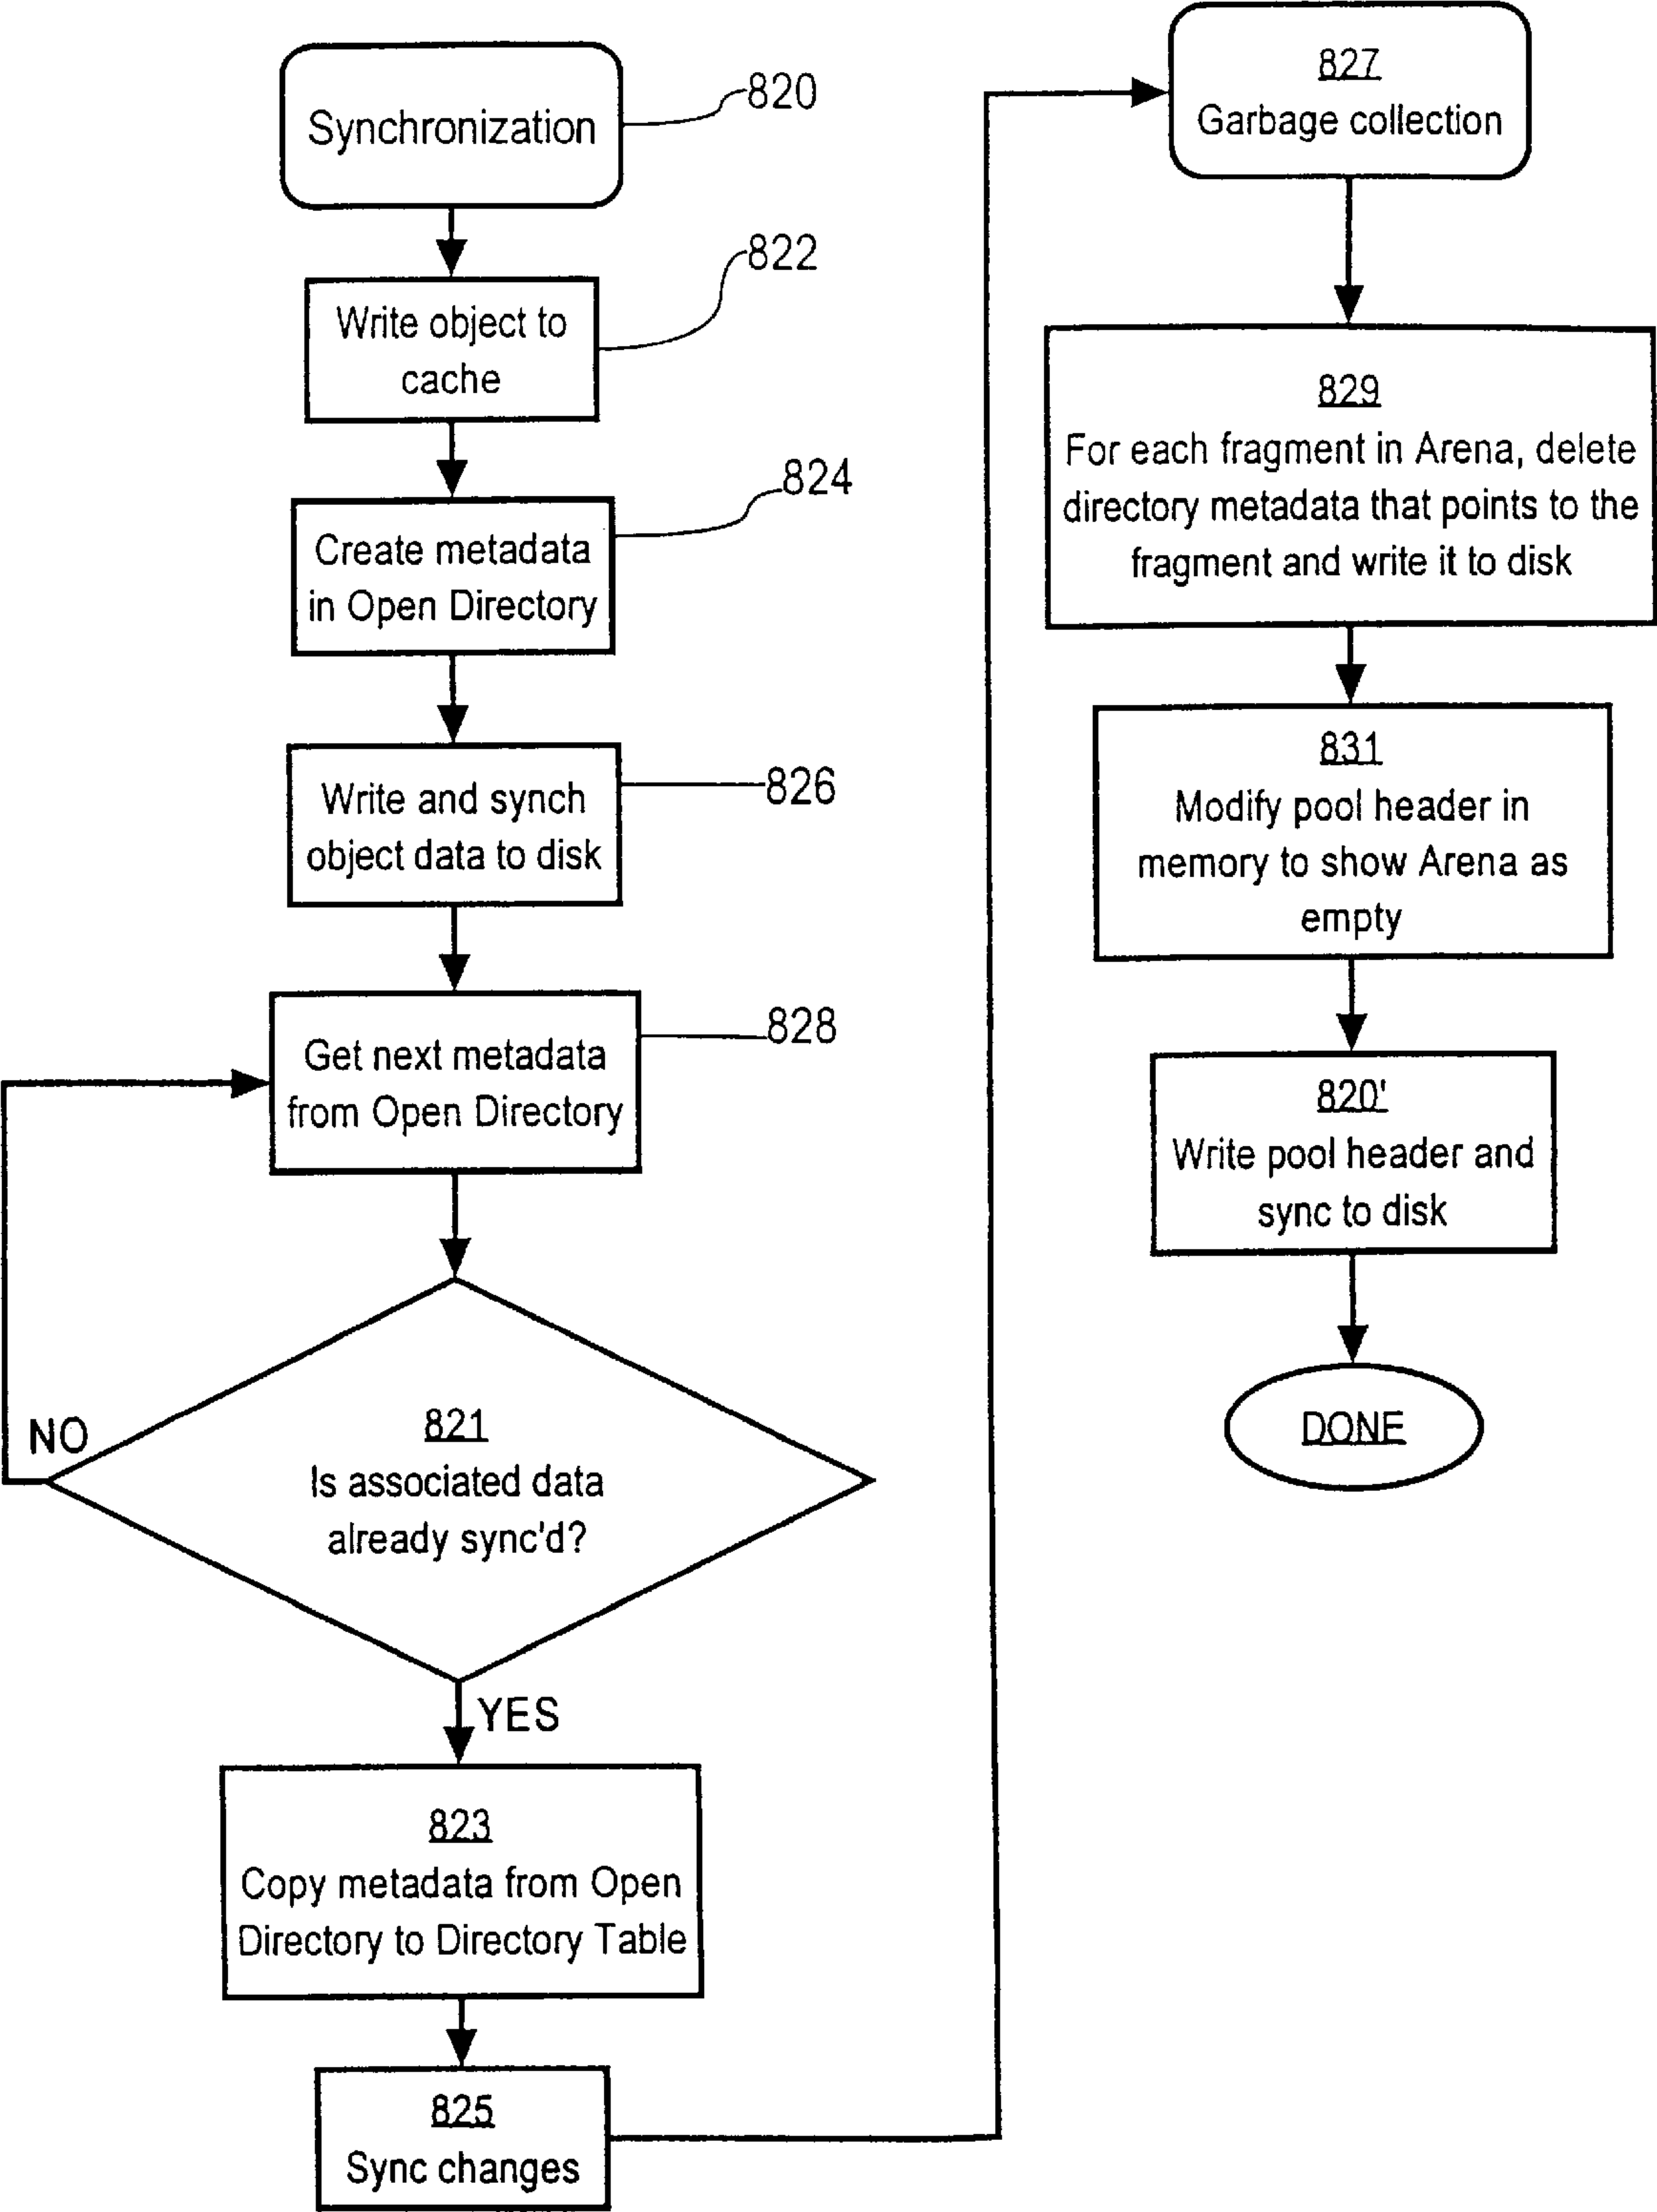 Synchronization
820
Write object to
cache
822
Create metadata
in Open Directory
824
Write and synch
object data to disk
826
Get next metadata
from Open Directory
828
821
Is associated data
already sync'd?
NO
YES
823
Copy metadata from Open
Directory to Directory Table
825
Sync changes
827
Garbage collection
829
For each fragment in Arena, delete
directory metadata that points to the
fragment and write it to disk
831
Modify pool header in
memory to show Arena as
empty
820'
Write pool header and
sync to disk
DONE